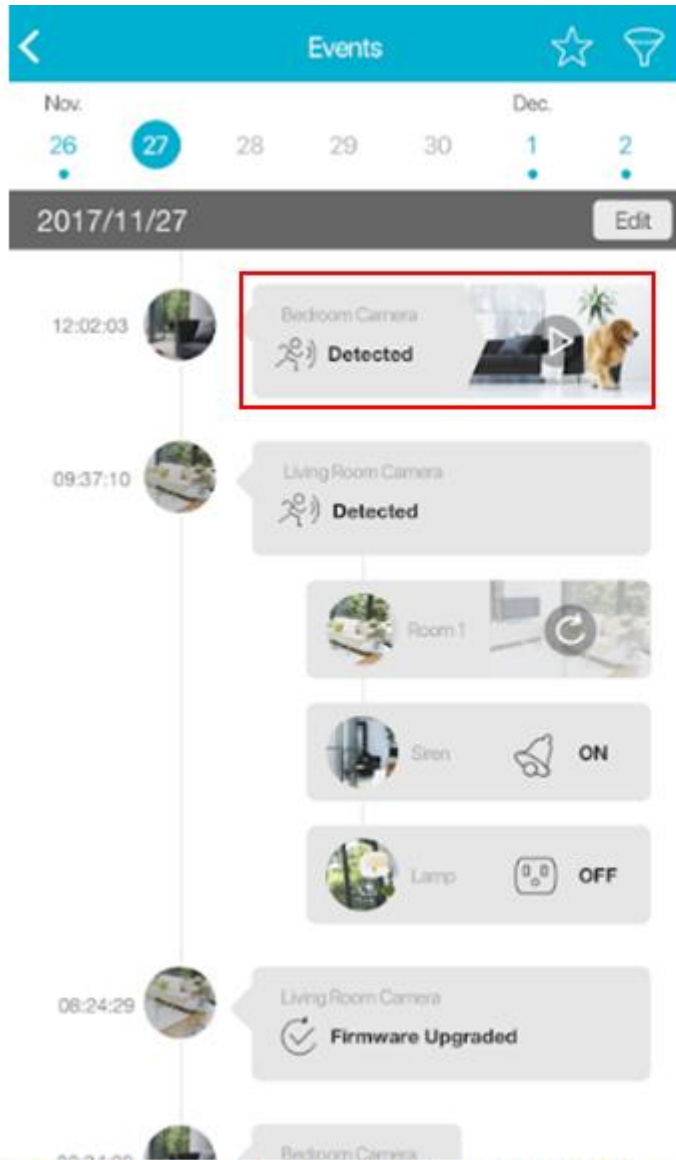 Events
Nov. Dec.
26 27 28 29 30 1 2
2017/11/27 Edit
12:02:03
Bedroom Camera
Detected
09:37:10
Living Room Camera
Detected
Room 1
Siren ON
Lamp OFF
08:24:29
Living Room Camera
Firmware Upgraded
Bedroom Camera